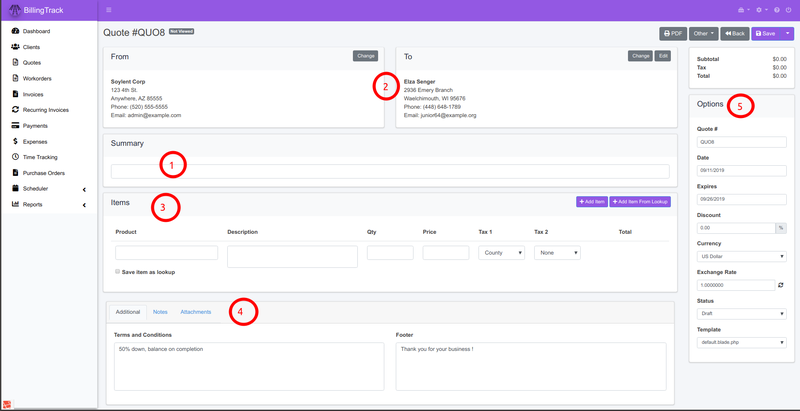 BillingTrack
Dashboard
Clients
Quotes
Workorders
Invoices
Recurring Invoices
Payments
Expenses
Time Tracking
Purchase Orders
Scheduler
Reports
Quote #QUO8 Not Viewed
PDF Other Back Save
From Change
Soylent Corp
123 4th St.
Anywhere, AZ 85555
Phone: (520) 555-5555
Email: admin@example.com
2
To Change Edit
Elza Senger
2936 Emery Branch
Waelchimouth, WI 95676
Phone: (448) 648-1789
Email: junior64@example.org
Subtotal $0.00
Tax $0.00
Total $0.00
Summary
1
Items 3 Add Item Add Item From Lookup
Product Description Qty Price Tax 1 Tax 2 Total
County None
Save item as lookup
Additional Notes Attachments 4
Terms and Conditions
50% down, balance on completion
Footer
Thank you for your business !
Options 5
Quote #
QUO8
Date
09/11/2019
Expires
09/26/2019
Discount
0.00 %
Currency
US Dollar
Exchange Rate
1.0000000
Status
Draft
Template
default.blade.php